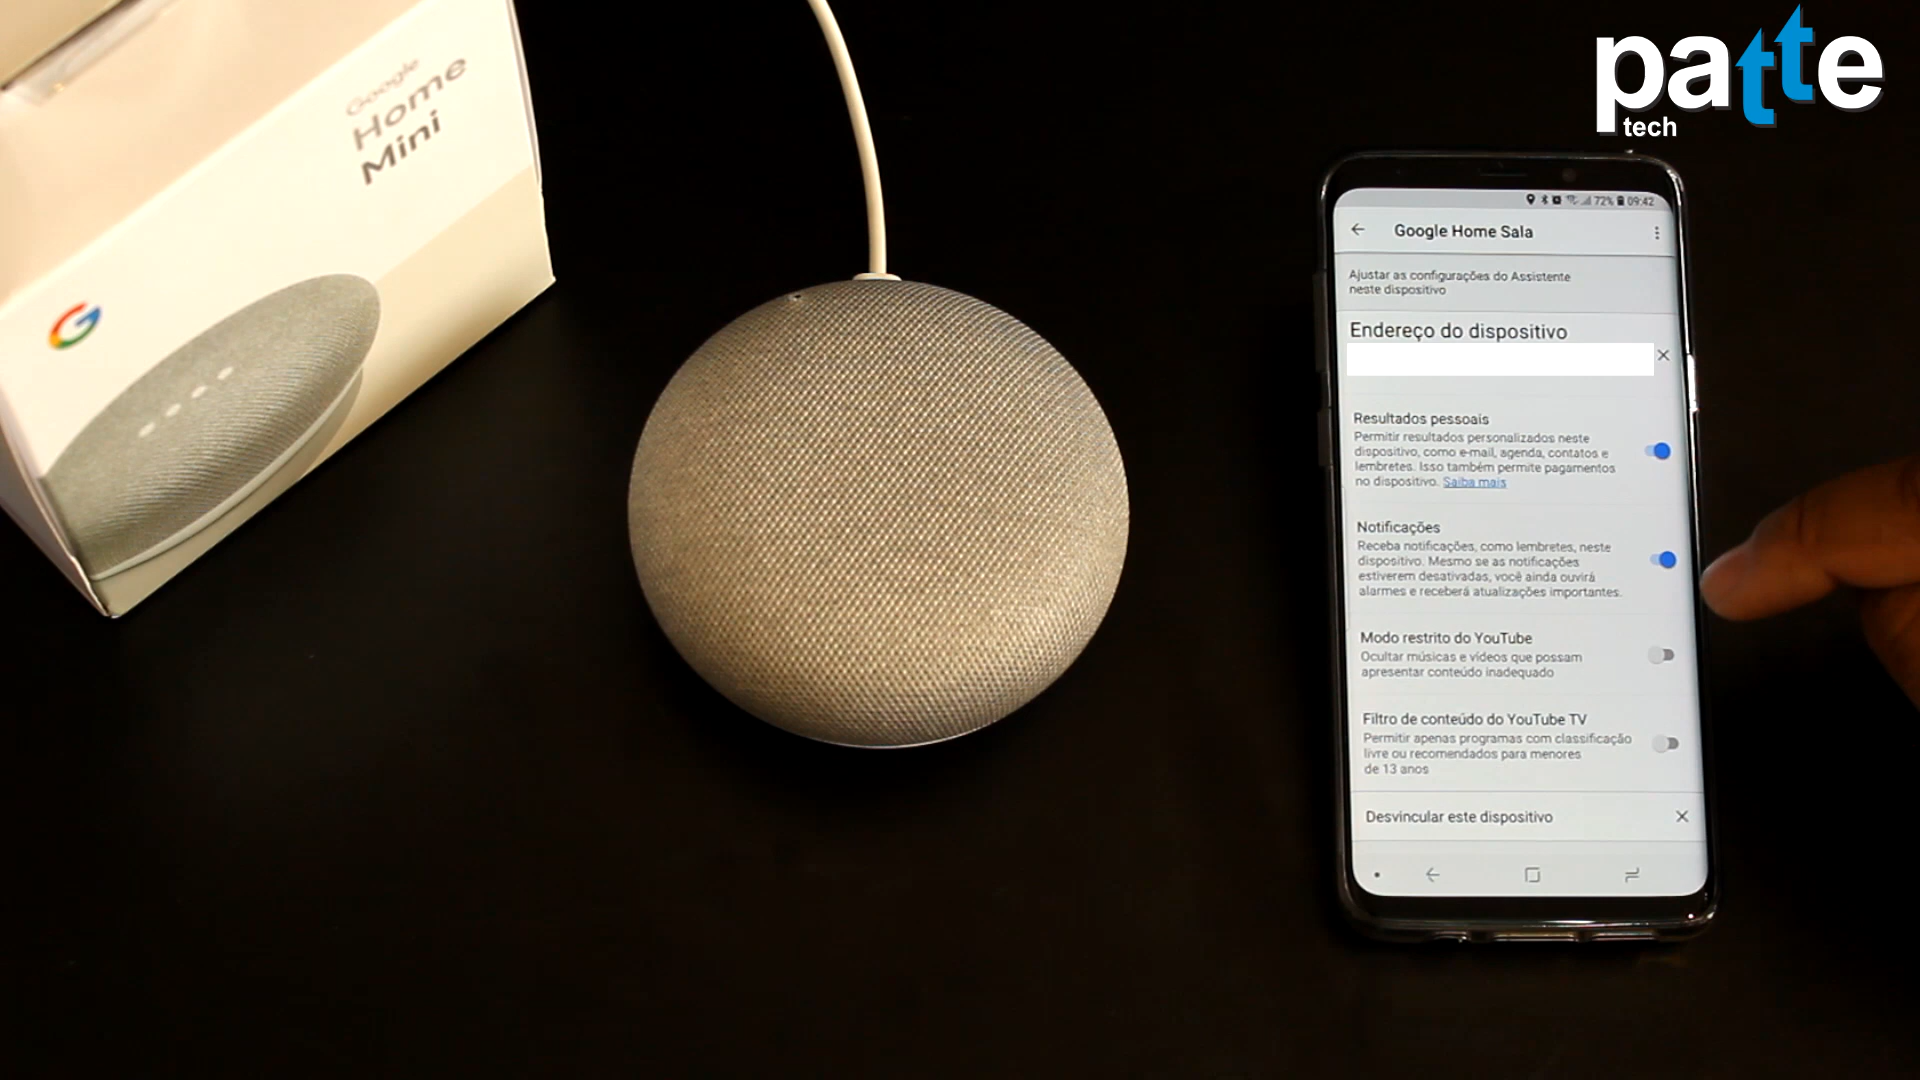 Google
Home
Mini
G
patte
tech
72% 09:42
Google Home Sala
Ajustar as configurações do Assistente
neste dispositivo
Endereço do dispositivo
Resultados pessoais
Permitir resultados personalizados neste
dispositivo, como e-mail, agenda, contatos e
lembretes. Isso também permite pagamentos
no dispositivo. Saiba mais
Notificações
Receba notificações, como lembretes, neste
dispositivo. Mesmo se as notificações
estiverem desativadas, você ainda ouvirá
alarmes e receberá atualizações importantes.
Modo restrito do YouTube
Ocultar músicas e vídeos que possam
apresentar conteúdo inadequado
Filtro de conteúdo do YouTube TV
Permitir apenas programas com classificação
livre ou recomendados para menores
de 13 anos
Desvincular este dispositivo